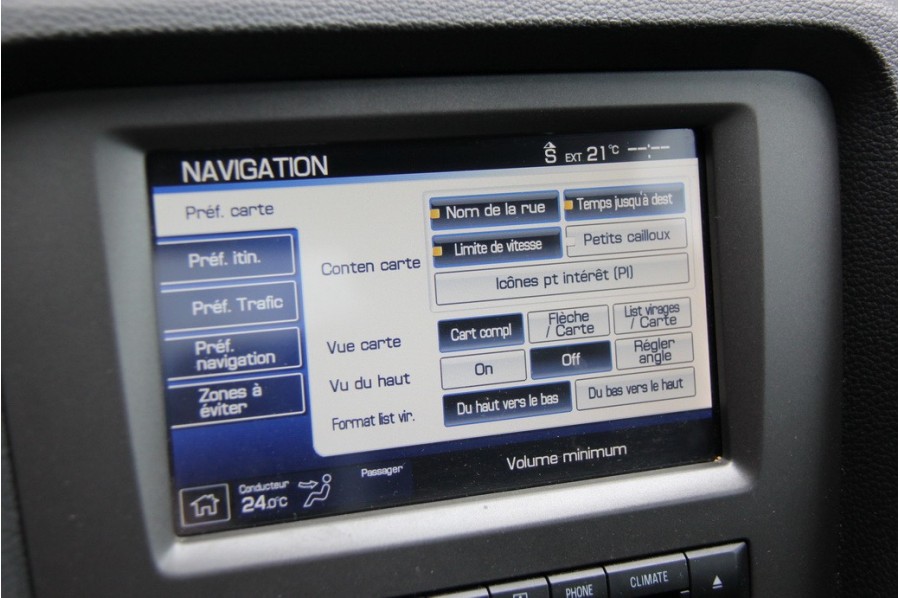 NAVIGATION
S EXT 21°C --:--
Préf. carte
Préf. itin.
Préf. Trafic
Préf.
navigation
Zones à
éviter
Conten carte
Nom de la rue
Temps jusqu'à dest
Limite de vitesse
Petits cailloux
Icônes pt intérêt (PI)
Vue carte
Cart compl
Flèche
/ Carte
List virages
/ Carte
Vu du haut
On
Off
Régler
angle
Format list vir.
Du haut vers le bas
Du bas vers le haut
Conducteur
24.0°C
Passager
Volume minimum
PHONE
CLIMATE